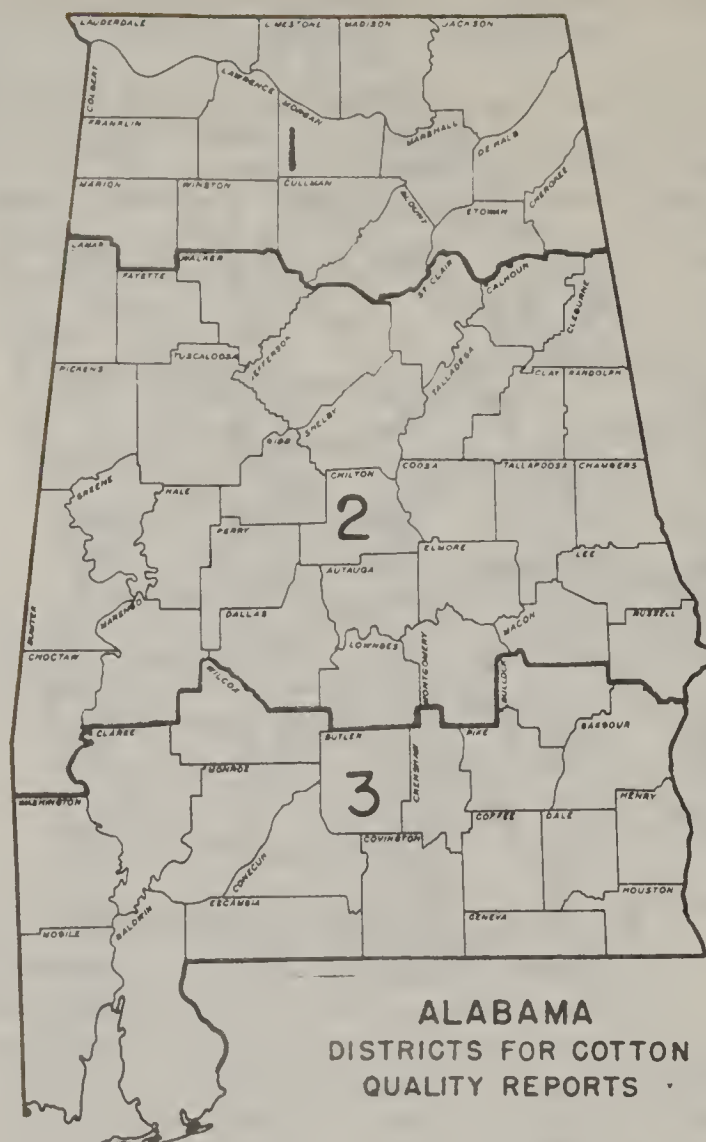 LAUDERDALE
LIMESTONE
MADISON
JACKSON
COLBERT
LAWRENCE
MORGAN
FRANKLIN
1
MARSHALL
DE KALB
MARION
WINSTON
CULLMAN
BLOUNT
ETOWAH
CHEROKEE
LAMAR
FAYETTE
WALKER
ST. CLAIR
CALHOUN
CLEBURNE
JEFFERSON
TUSCALOOSA
PICKENS
TALLADEGA
CLAY
RANDOLPH
SHELBY
BIBB
GREENE
HALE
CHILTON
COOSA
TALLAPOOSA
CHAMBERS
2
PERRY
ELMORE
LEE
AUTAUGA
SUMTER
MARENGO
DALLAS
MACON
RUSSELL
CHOCTAW
LOWNDES
MONTGOMERY
WILCOX
BULLOCK
CLARKE
BUTLER
PIKE
BARBOUR
CRENSHAW
MONROE
3
WASHINGTON
HENRY
COFFEE
DALE
COVINGTON
CONECUH
HOUSTON
ESCAMBIA
GENEVA
MOBILE
BALDWIN
ALABAMA
DISTRICTS FOR COTTON
QUALITY REPORTS